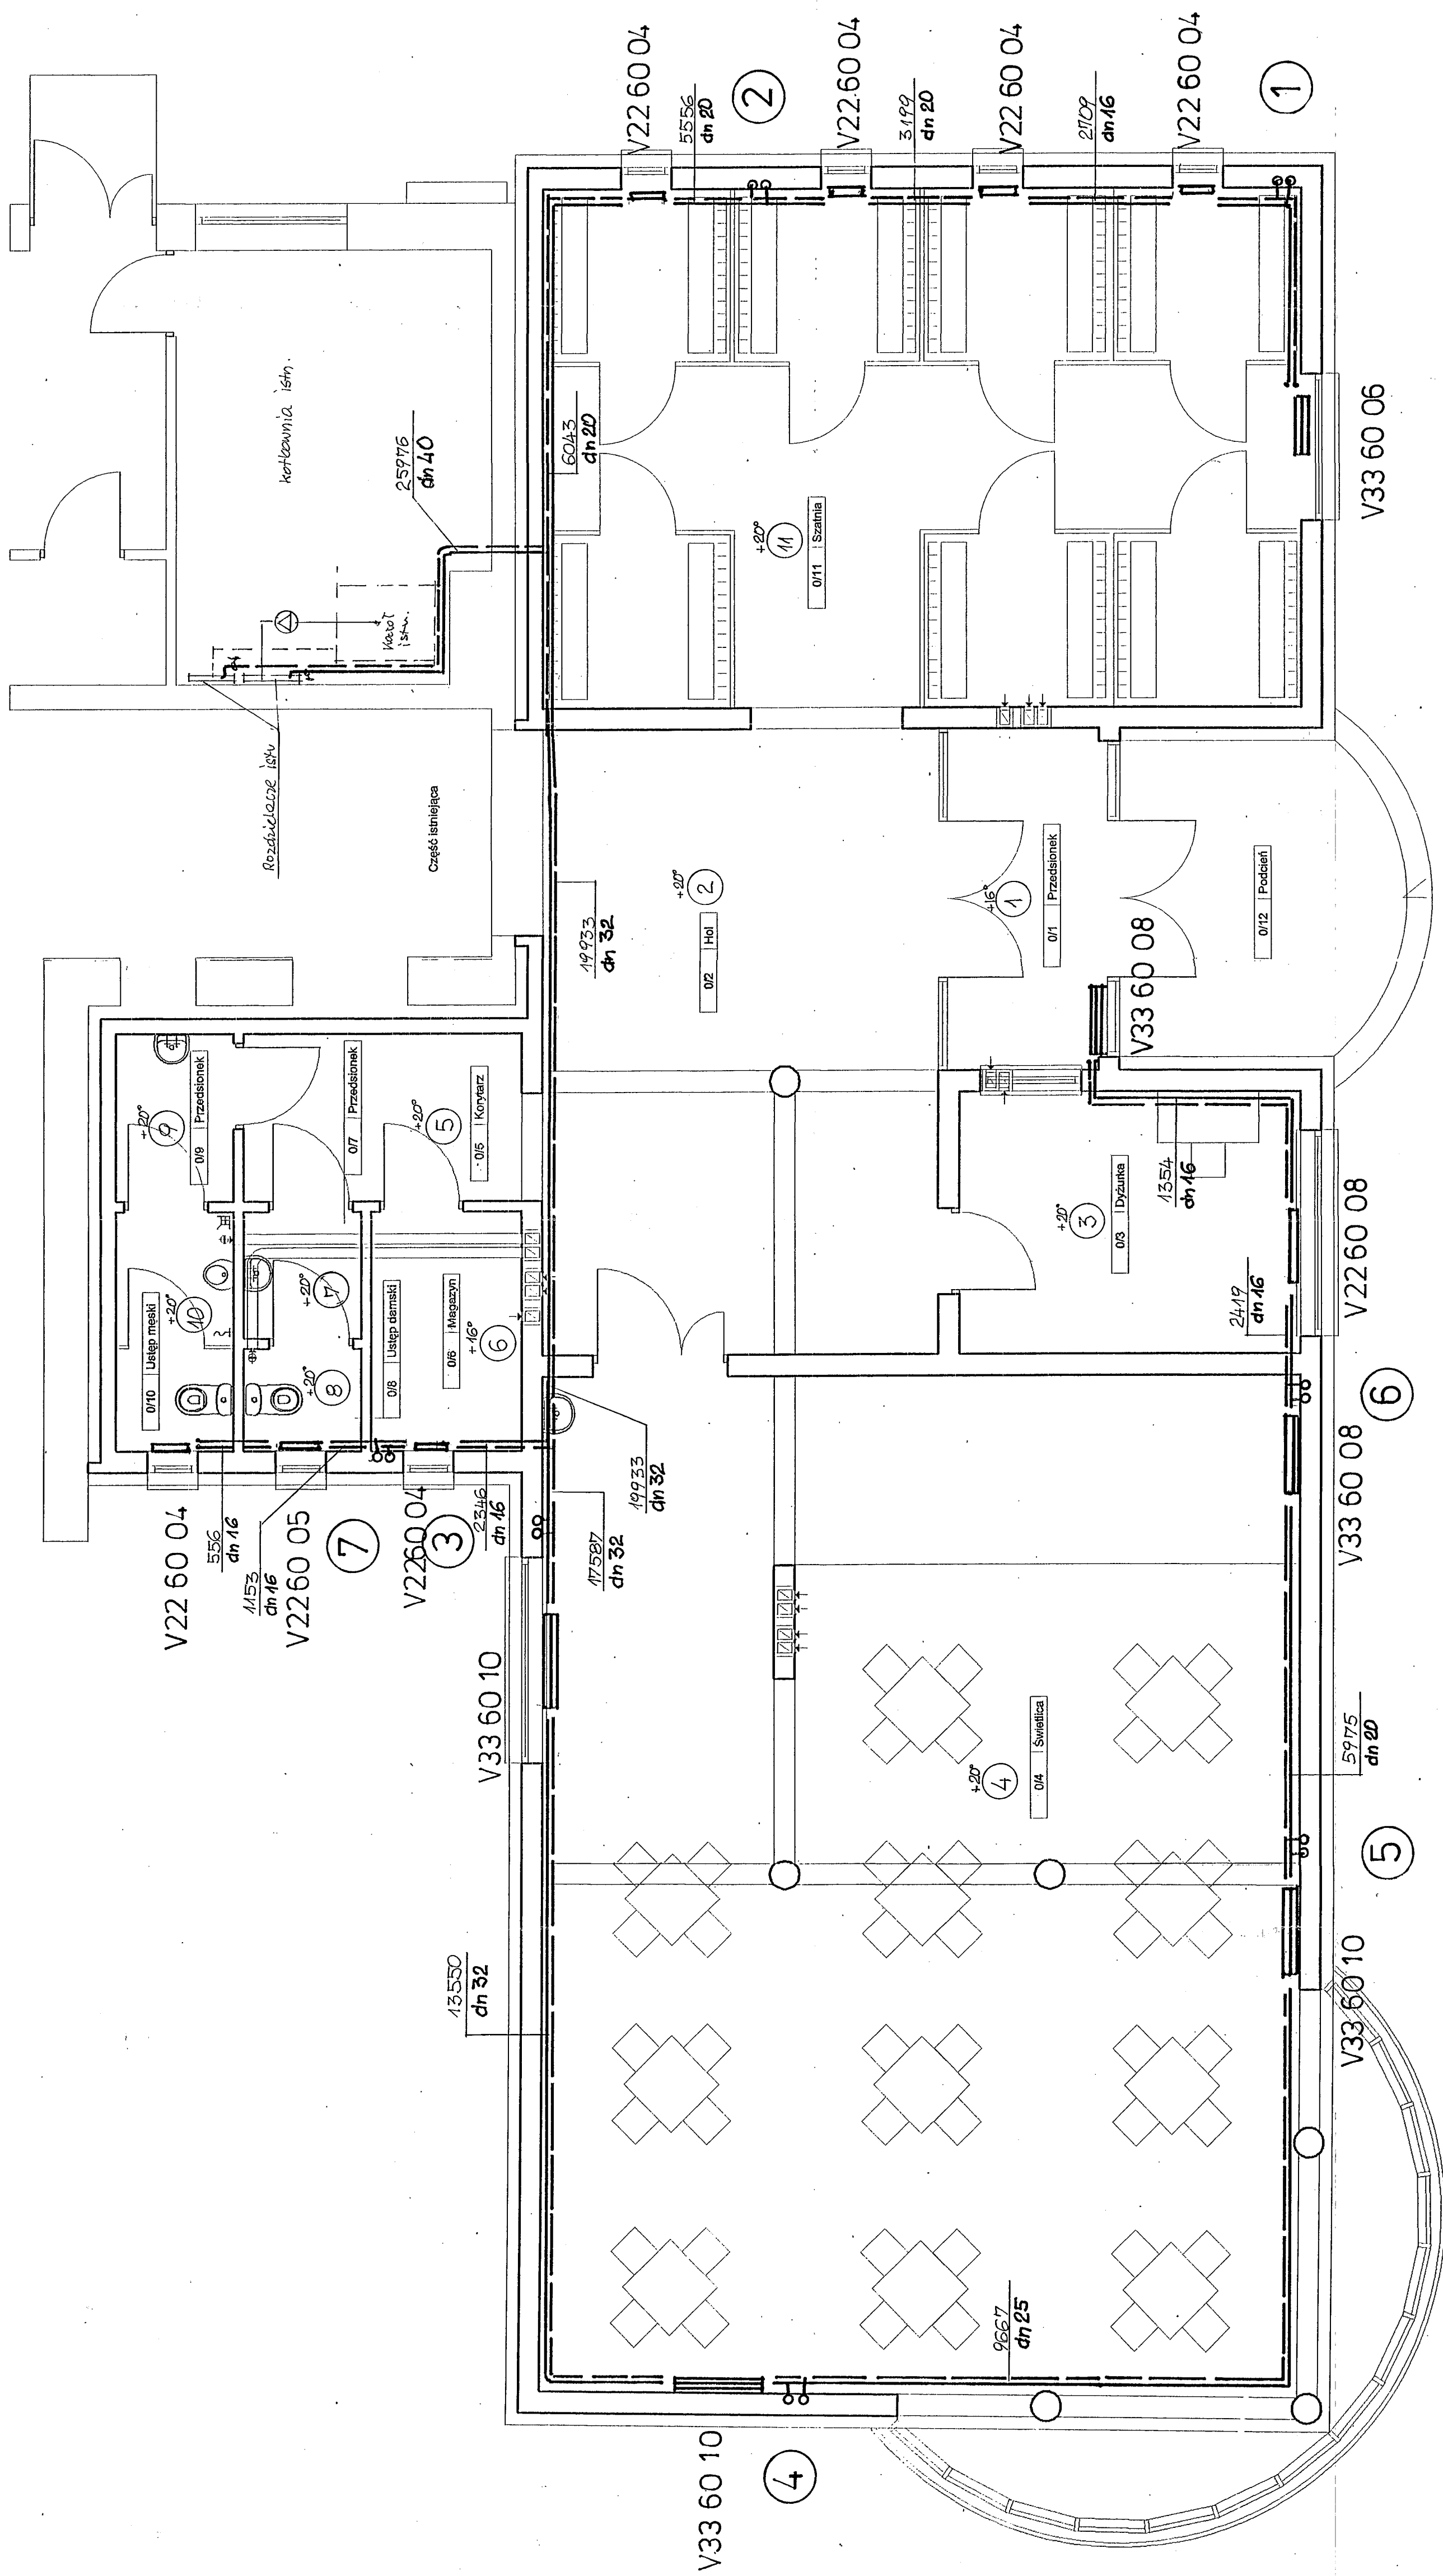 V22 60 04
5556
dn 20
2
V22 60 04
3199
dn 20
V22 60 04
2709
dn 16
V22 60 04
1
kotłownia istn.
25976
dn 40
6043
dn 20
Kocioł
istn.
Rozdzielacze istn.
Część istniejąca
+20°
11
0/11 Szatnia
V33 60 06
19933
dn 32
+20°
2
0/2 Hol
+16°
1
0/1 Przedsionek
0/12 Podcień
V33 60 08
+20°
9
0/9 Przedsionek
0/7 Przedsionek
+20°
5
0/5 Korytarz
+20°
10
0/10 Ustęp męski
+20°
7
+20°
8
0/8 Ustęp damski
0/6 Magazyn
+16°
6
+20°
3
0/3 Dyżurka
1354
dn 16
2419
dn 16
V22 60 08
6
V33 60 08
V22 60 04
556
dn 16
1153
dn 16
V22 60 05
7
V22 60 04
3
2346
dn 16
17587
dn 32
19933
dn 32
V33 60 10
+20°
4
0/4 Świetlica
5975
dn 20
5
V33 60 10
13550
dn 32
9667
dn 25
V33 60 10
4